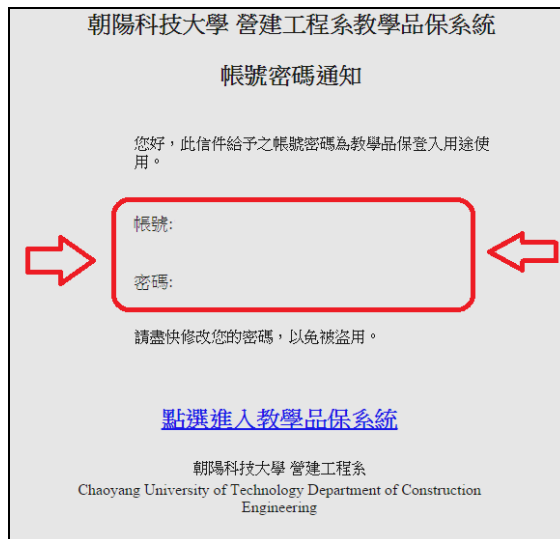 朝陽科技大學 營建工程系教學品保系統
帳號密碼通知
您好，此信件給予之帳號密碼為教學品保登入用途使
用。
帳號:
密碼:
請盡快修改您的密碼，以免被盜用。
點選進入教學品保系統
朝陽科技大學 營建工程系
Chaoyang University of Technology Department of Construction
Engineering